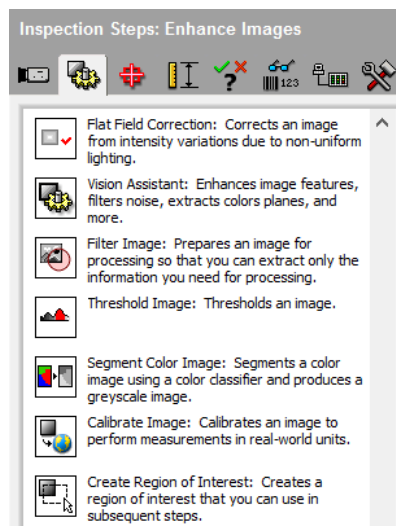 Inspection Steps: Enhance Images
?
123
Flat Field Correction: Corrects an image
from intensity variations due to non-uniform
lighting.
Vision Assistant: Enhances image features,
filters noise, extracts colors planes, and
more.
Filter Image: Prepares an image for
processing so that you can extract only the
information you need for processing.
Threshold Image: Thresholds an image.
Segment Color Image: Segments a color
image using a color classifier and produces a
greyscale image.
Calibrate Image: Calibrates an image to
perform measurements in real-world units.
Create Region of Interest: Creates a
region of interest that you can use in
subsequent steps.